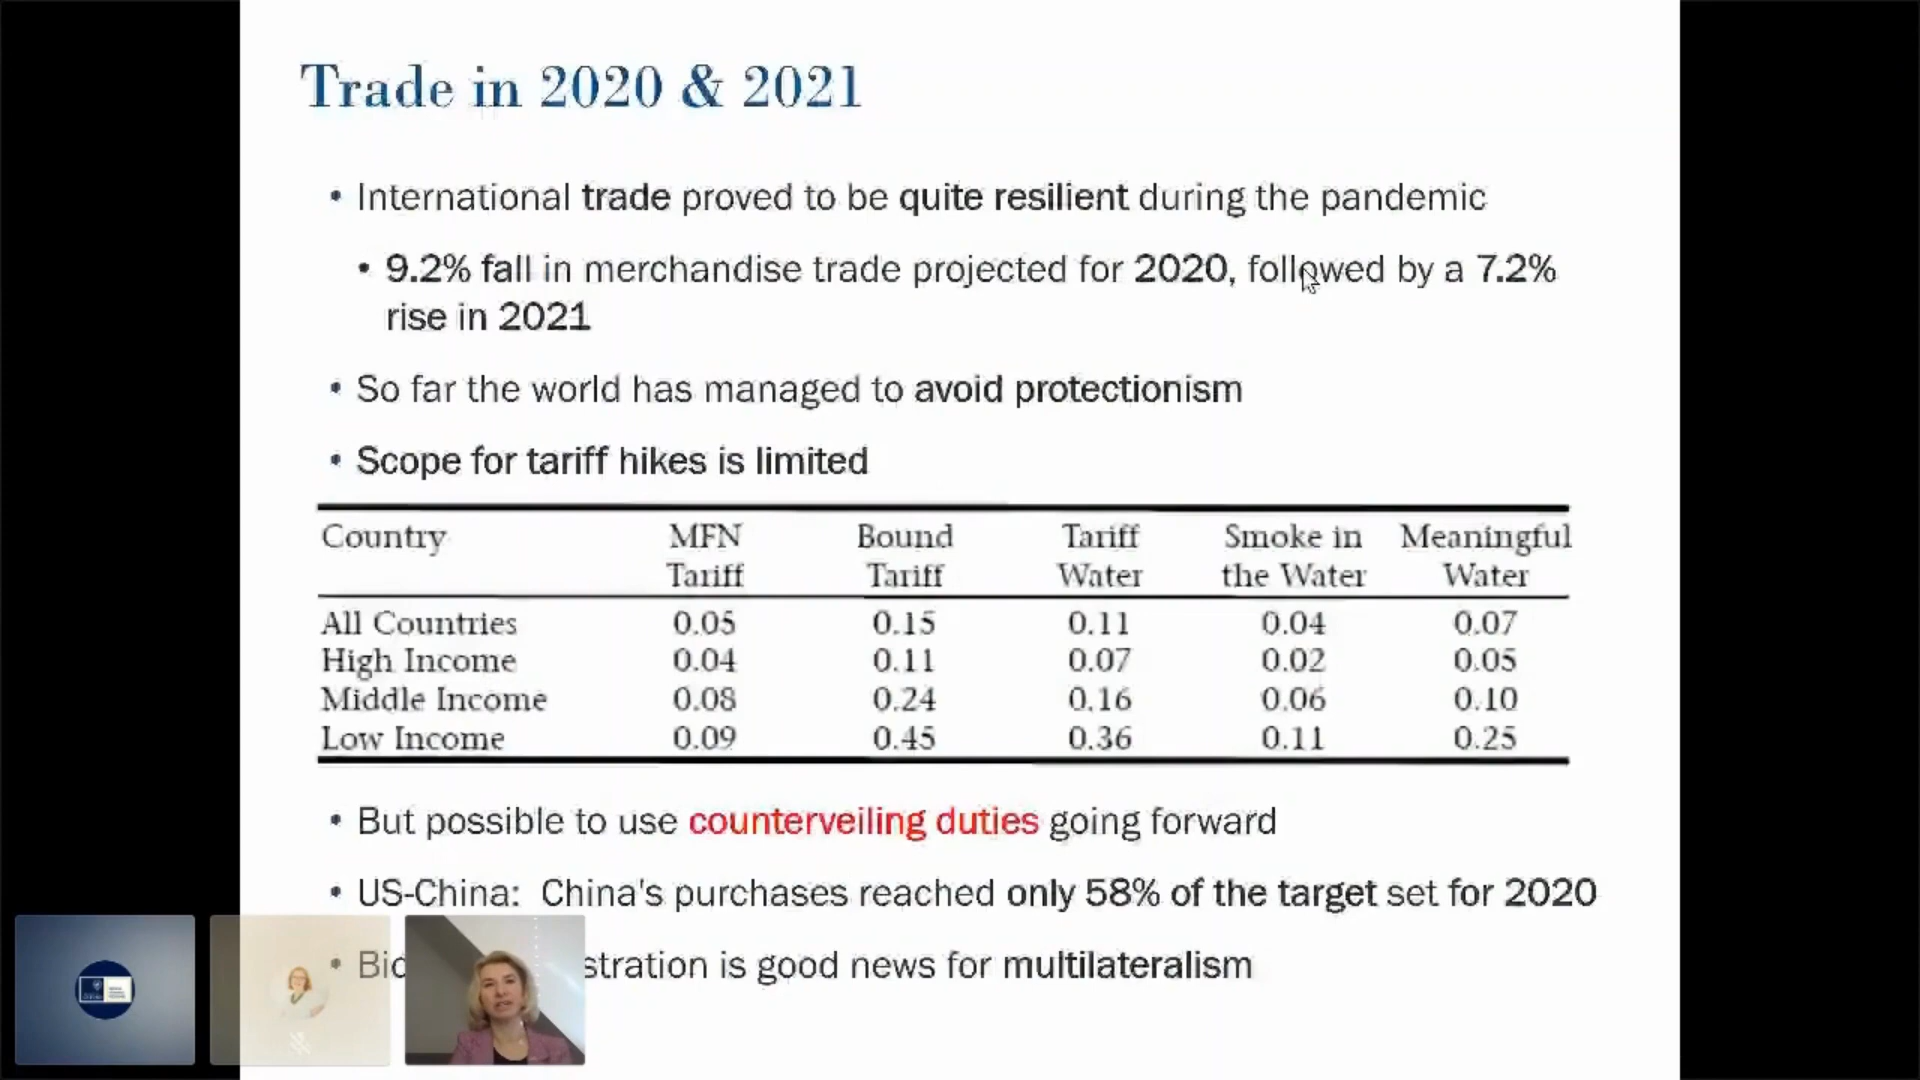 Trade in 2020 & 2021
• International trade proved to be quite resilient during the pandemic
• 9.2% fall in merchandise trade projected for 2020, followed by a 7.2%
rise in 2021
• So far the world has managed to avoid protectionism
• Scope for tariff hikes is limited
Country MFN Tariff Bound Tariff Tariff Water Smoke in the Water Meaningful Water
All Countries 0.05 0.15 0.11 0.04 0.07
High Income 0.04 0.11 0.07 0.02 0.05
Middle Income 0.08 0.24 0.16 0.06 0.10
Low Income 0.09 0.45 0.36 0.11 0.25
• But possible to use counterveiling duties going forward
• US-China: China's purchases reached only 58% of the target set for 2020
• stration is good news for multilateralism